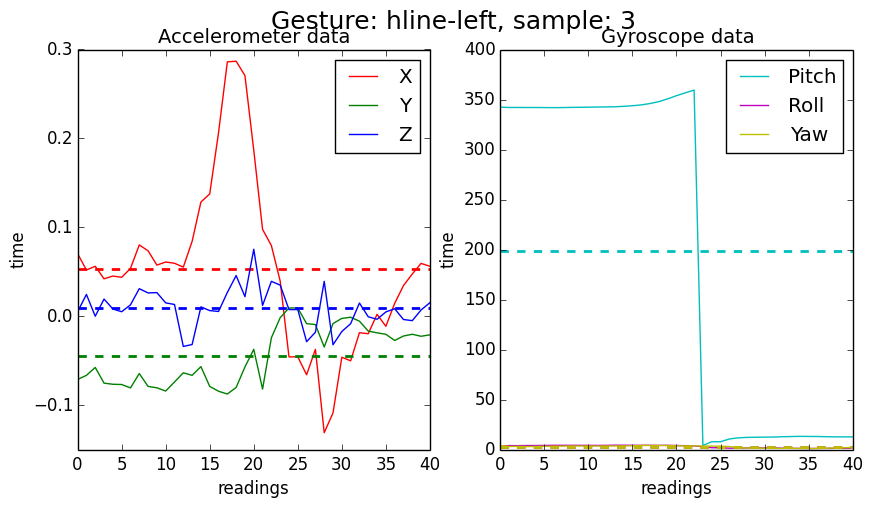 Gesture: hline-left, sample: 3
Accelerometer data
0.3
0.2
0.1
0.0
−0.1
time
0 5 10 15 20 25 30 35 40
readings
X
Y
Z
Gyroscope data
400
350
300
250
200
150
100
50
0
time
0 5 10 15 20 25 30 35 40
readings
Pitch
Roll
Yaw